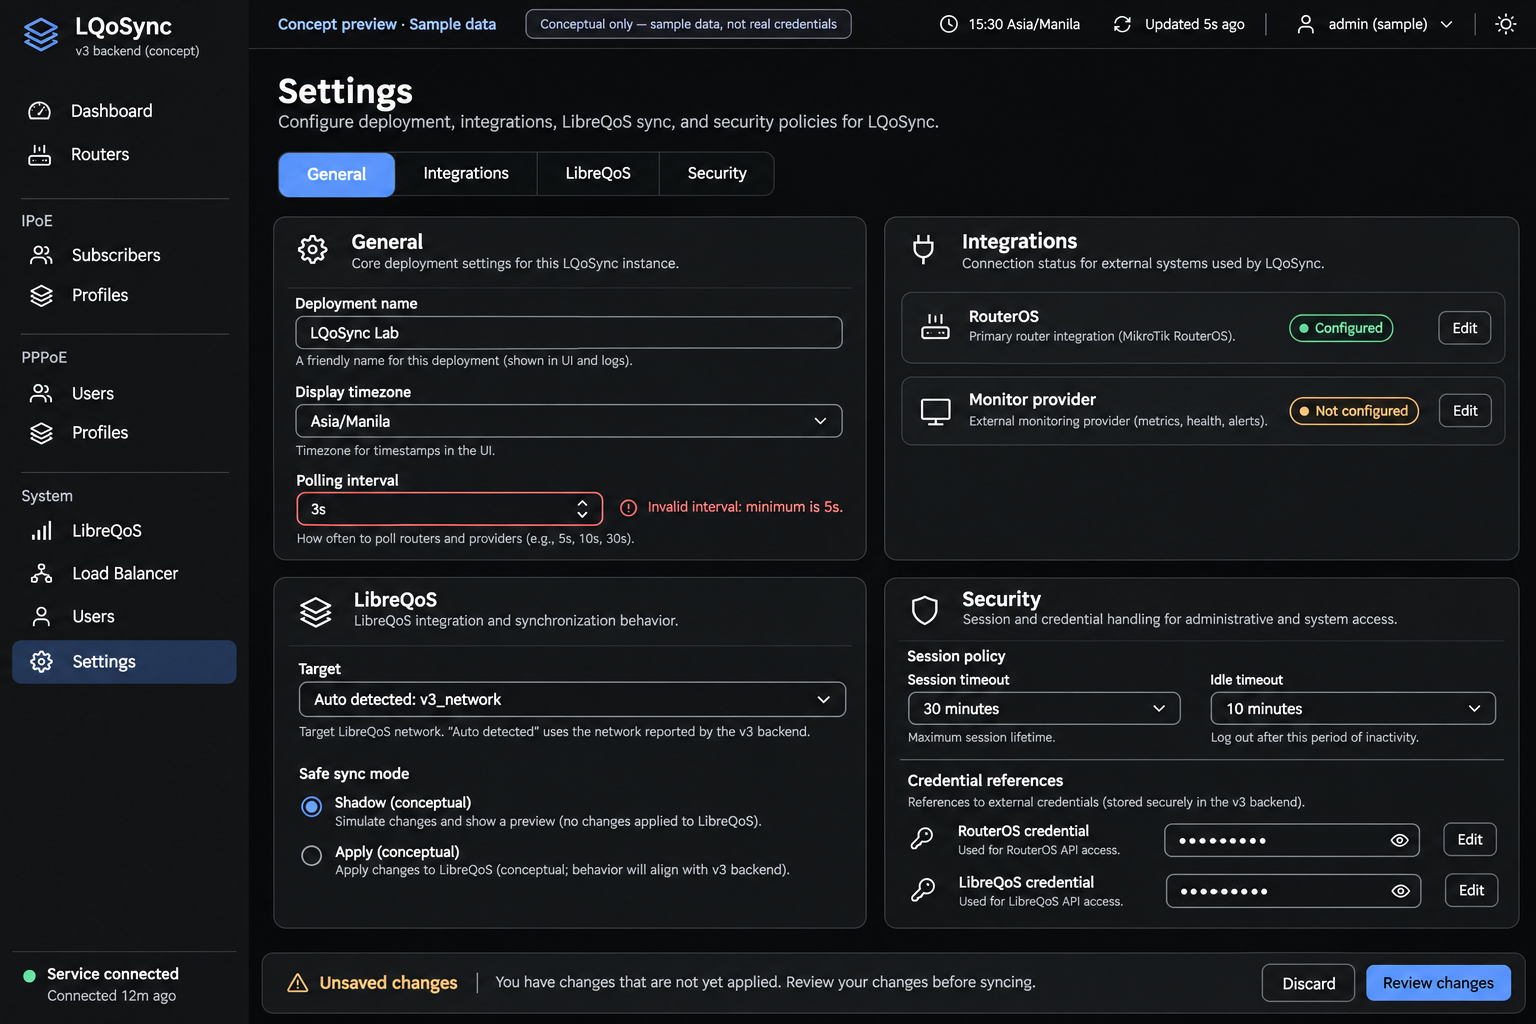 LQoSync
v3 backend (concept)
Dashboard
Routers
IPoE
Subscribers
Profiles
PPPoE
Users
Profiles
System
LibreQoS
Load Balancer
Users
Settings
Service connected
Connected 12m ago
Concept preview · Sample data
Conceptual only — sample data, not real credentials
15:30 Asia/Manila
Updated 5s ago
admin (sample)
Settings
Configure deployment, integrations, LibreQoS sync, and security policies for LQoSync.
General
Integrations
LibreQoS
Security
General
Core deployment settings for this LQoSync instance.
Deployment name
LQoSync Lab
A friendly name for this deployment (shown in UI and logs).
Display timezone
Asia/Manila
Timezone for timestamps in the UI.
Polling interval
3s
Invalid interval: minimum is 5s.
How often to poll routers and providers (e.g., 5s, 10s, 30s).
Integrations
Connection status for external systems used by LQoSync.
RouterOS
Primary router integration (MikroTik RouterOS).
Configured
Edit
Monitor provider
External monitoring provider (metrics, health, alerts).
Not configured
Edit
LibreQoS
LibreQoS integration and synchronization behavior.
Target
Auto detected: v3_network
Target LibreQoS network. “Auto detected” uses the network reported by the v3 backend.
Safe sync mode
Shadow (conceptual)
Simulate changes and show a preview (no changes applied to LibreQoS).
Apply (conceptual)
Apply changes to LibreQoS (conceptual; behavior will align with v3 backend).
Security
Session and credential handling for administrative and system access.
Session policy
Session timeout
30 minutes
Maximum session lifetime.
Idle timeout
10 minutes
Log out after this period of inactivity.
Credential references
References to external credentials (stored securely in the v3 backend).
RouterOS credential
Used for RouterOS API access.
•••••••••
Edit
LibreQoS credential
Used for LibreQoS API access.
•••••••••
Edit
Unsaved changes
You have changes that are not yet applied. Review your changes before syncing.
Discard
Review changes